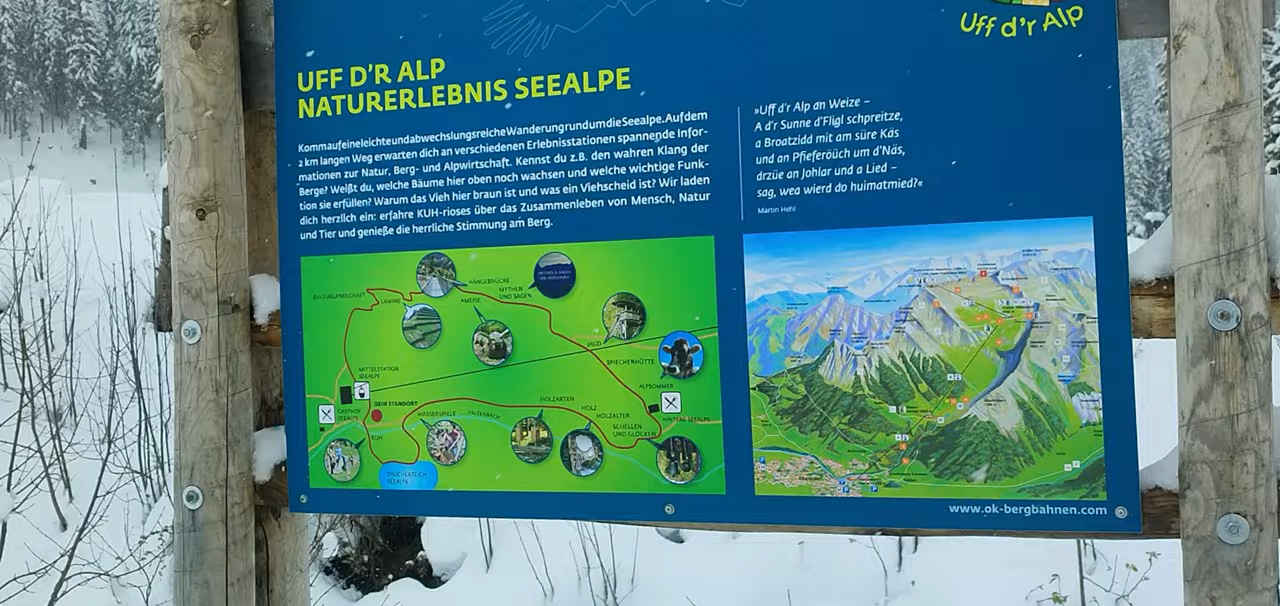 Uff d'r Alp
UFF D'R ALP
NATURERLEBNIS SEEALPE
Komm auf eine leichte und abwechslungsreiche Wanderung rund um die Seealpe. Auf dem
2 km langen Weg erwarten dich an verschiedenen Erlebnisstationen spannende Infor-
mationen zur Natur, Berg- und Alpwirtschaft. Kennst du z.B. den wahren Klang der
Berge? Weißt du, welche Bäume hier oben noch wachsen und welche wichtige Funk-
tion sie erfüllen? Warum das Vieh hier braun ist und was ein Viehscheid ist? Wir laden
dich herzlich ein: erfahre KUH-rioses über das Zusammenleben von Mensch, Natur
und Tier und genieße die herrliche Stimmung am Berg.
»Uff d'r Alp an Weize –
A d'r Sunne d'Fligl schpreitze,
a Broatzidd mit am süre Käs
und an Pfieferöüch um d'Näs,
drzüe an Johlar und a Lied –
sag, wea wierd do huimatmied?«
Martin Hehl
HÄNGEBRÜCKE
MYTHEN
UND SAGEN
KULTURLANDSCHAFT
LAWINE
AMEISE
JAGD
SPEICHERHÜTTE
MITTELSTATION
SEEALPE
ALPSOMMER
GASTHOF
SEEALPE
DEIN STANDORT
WASSERSPIELE
FALTENBACH
HOLZARTEN
HOLZ
HOLZALTER
SCHELLEN
UND GLOCKEN
HINTERE SEEALPE
KUH
SPEICHERTEICH
SEEALPE
www.ok-bergbahnen.com